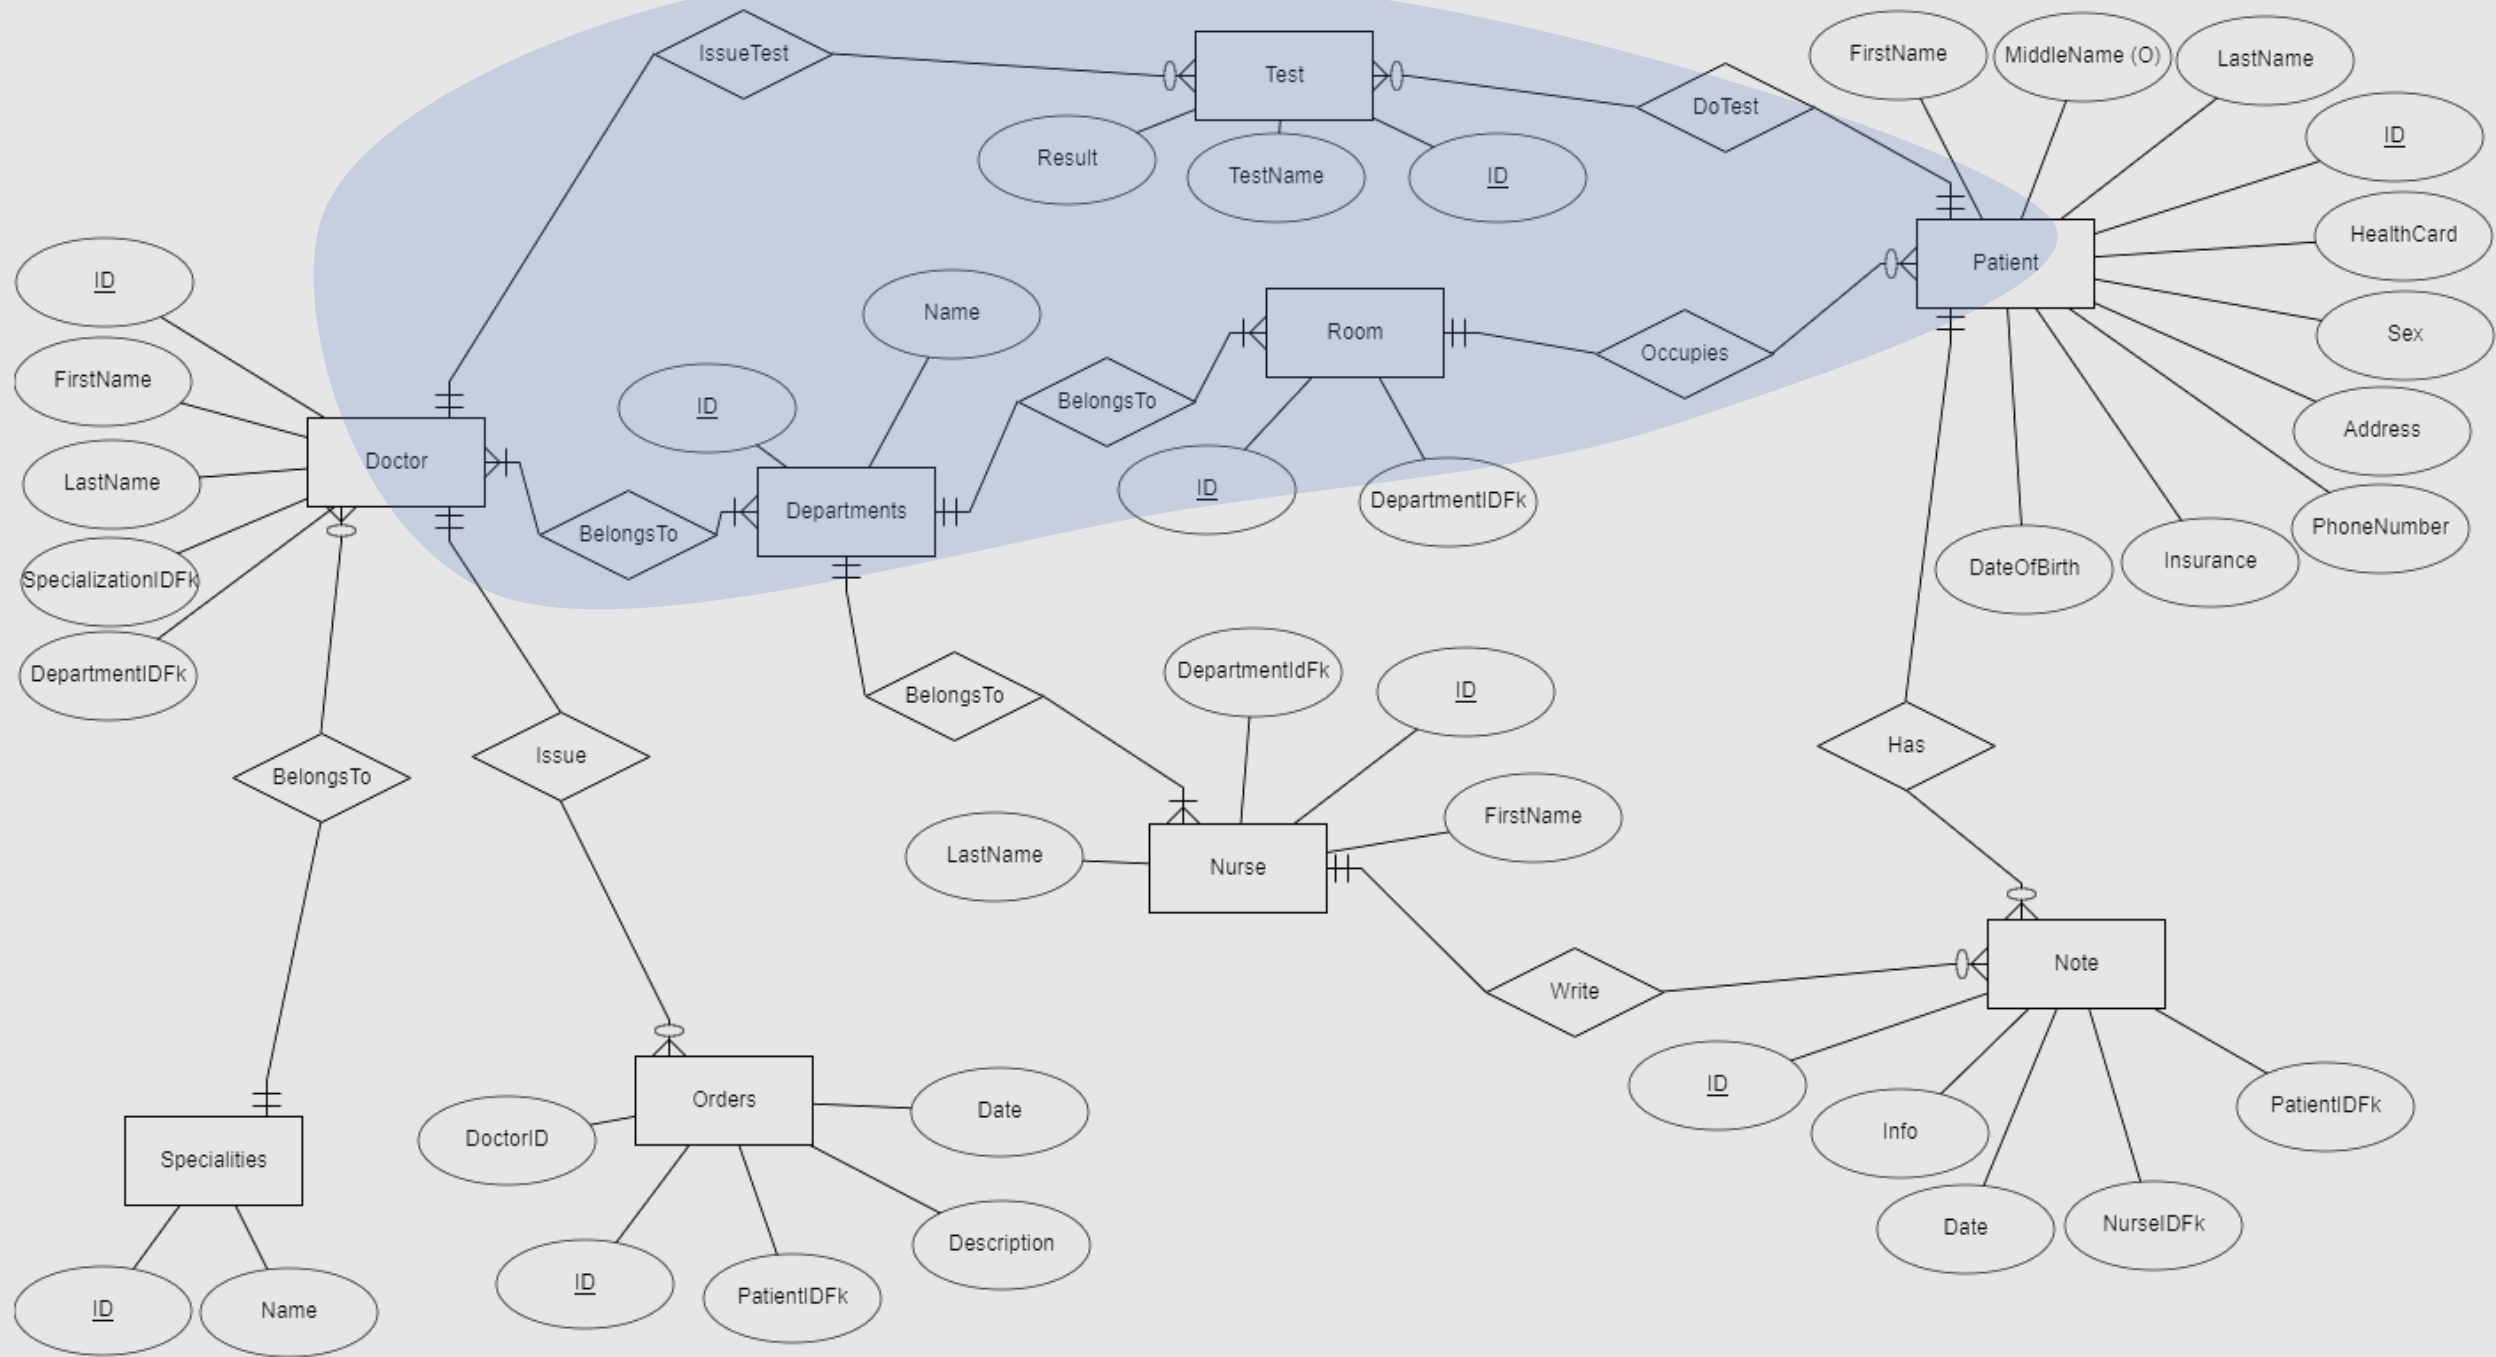 IssueTest
Test
FirstName
MiddleName (O)
LastName
DoTest
ID
Result
TestName
ID
HealthCard
Patient
ID
Name
Room
Sex
Occupies
FirstName
ID
BelongsTo
Address
Doctor
LastName
Departments
ID
DepartmentIDFk
PhoneNumber
BelongsTo
SpecializationIDFk
DateOfBirth
Insurance
DepartmentIDFk
DepartmentIdFk
ID
BelongsTo
Issue
Has
BelongsTo
FirstName
LastName
Nurse
Write
Note
Orders
Date
ID
PatientIDFk
DoctorID
Info
Specialities
Date
NurseIDFk
Description
ID
PatientIDFk
ID
Name